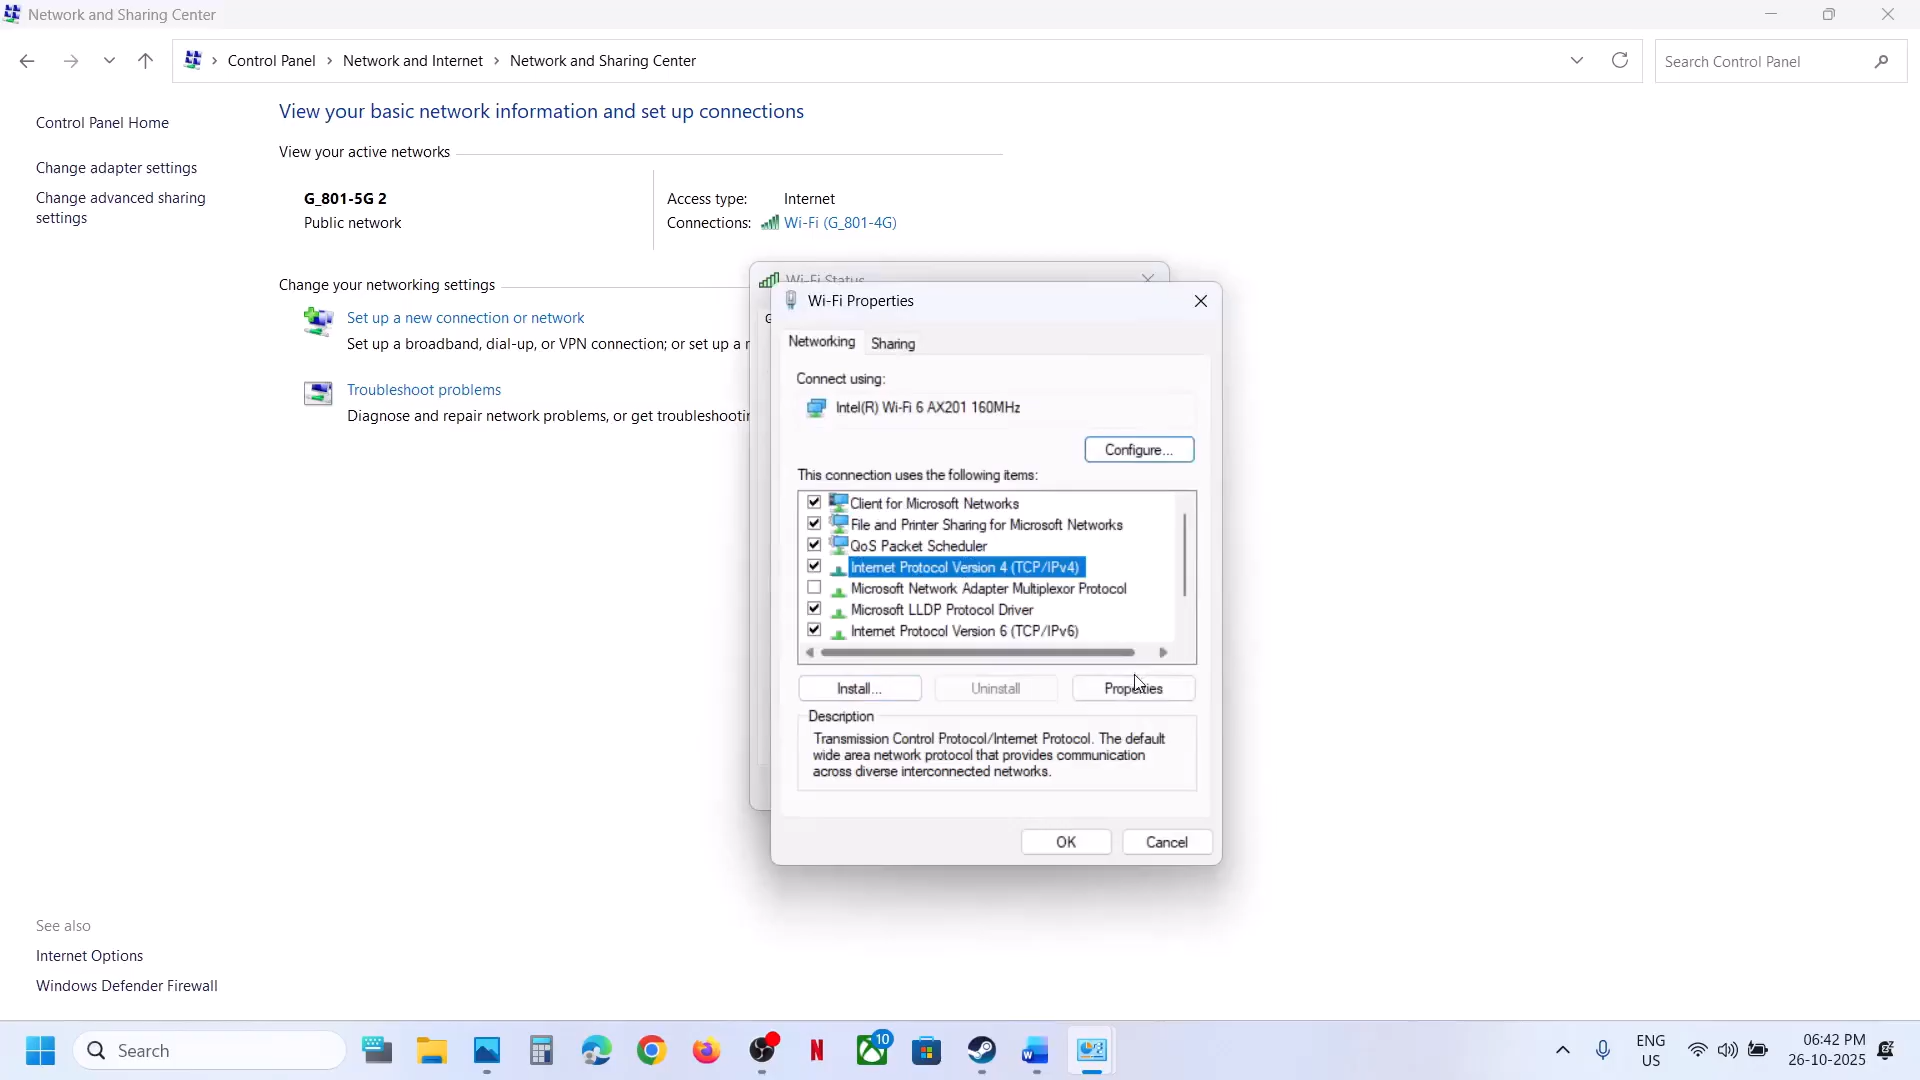 Network and Sharing Center
Control Panel > Network and Internet > Network and Sharing Center
Search Control Panel
Control Panel Home
Change adapter settings
Change advanced sharing
settings
View your basic network information and set up connections
View your active networks
G_801-5G 2
Public network
Access type: Internet
Connections: Wi-Fi (G_801-4G)
Change your networking settings
Set up a new connection or network
Set up a broadband, dial-up, or VPN connection; or set up a
Troubleshoot problems
Diagnose and repair network problems, or get
Wi-Fi Status
Wi-Fi Properties
Networking
Sharing
Connect using:
Intel(R) Wi-Fi 6 AX201 160MHz
Configure...
This connection uses the following items:
Client for Microsoft Networks
File and Printer Sharing for Microsoft Networks
QoS Packet Scheduler
Internet Protocol Version 4 (TCP/IPv4)
Microsoft Network Adapter Multiplexor Protocol
Microsoft LLDP Protocol Driver
Internet Protocol Version 6 (TCP/IPv6)
Install...
Uninstall
Properties
Description
Transmission Control Protocol/Internet Protocol. The default
wide area network protocol that provides communication
across diverse interconnected networks.
OK
Cancel
See also
Internet Options
Windows Defender Firewall
Search
N
10
W
ENG
US
06:42 PM
26-10-2025